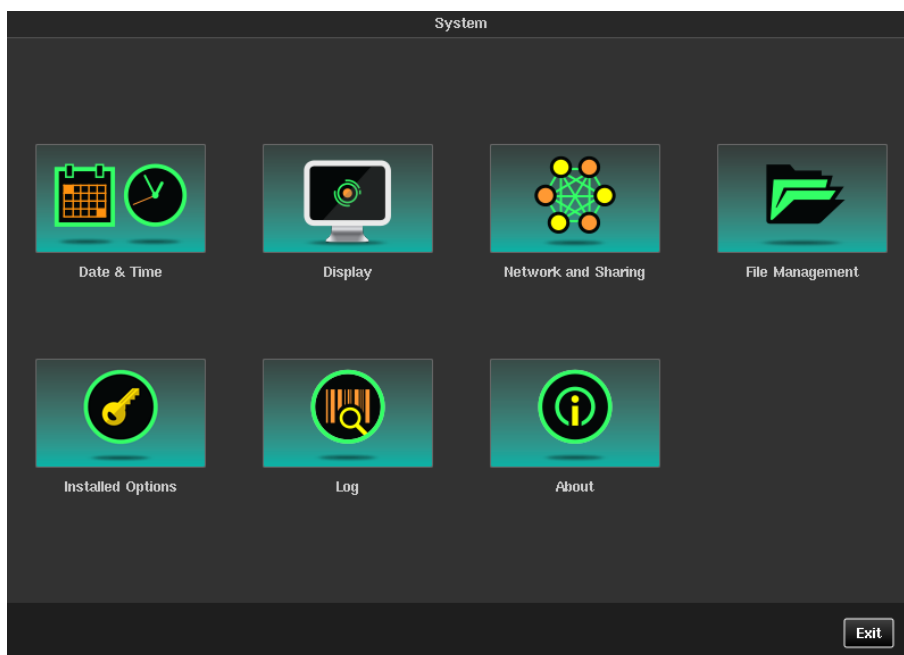 System
Date & Time
Display
Network and Sharing
File Management
Installed Options
Log
About
Exit